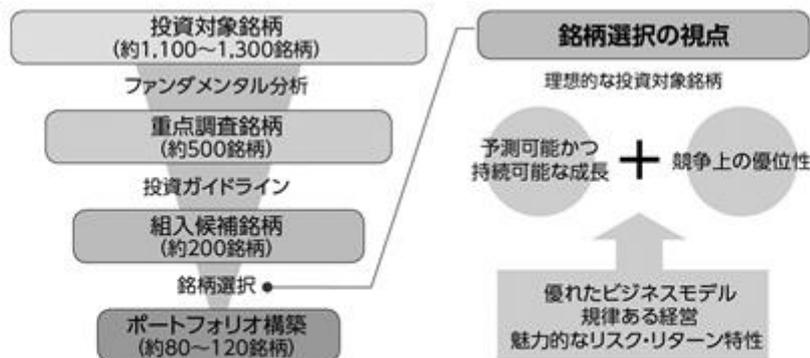 投資対象銘柄
(約1,100～1,300銘柄)
ファンダメンタル分析
重点調査銘柄
(約500銘柄)
投資ガイドライン
組入候補銘柄
(約200銘柄)
銘柄選択
ポートフォリオ構築
(約80～120銘柄)
銘柄選択の視点
理想的な投資対象銘柄
予測可能かつ
持続可能な成長
＋
競争上の優位性
優れたビジネスモデル
規律ある経営
魅力的なリスク・リターン特性